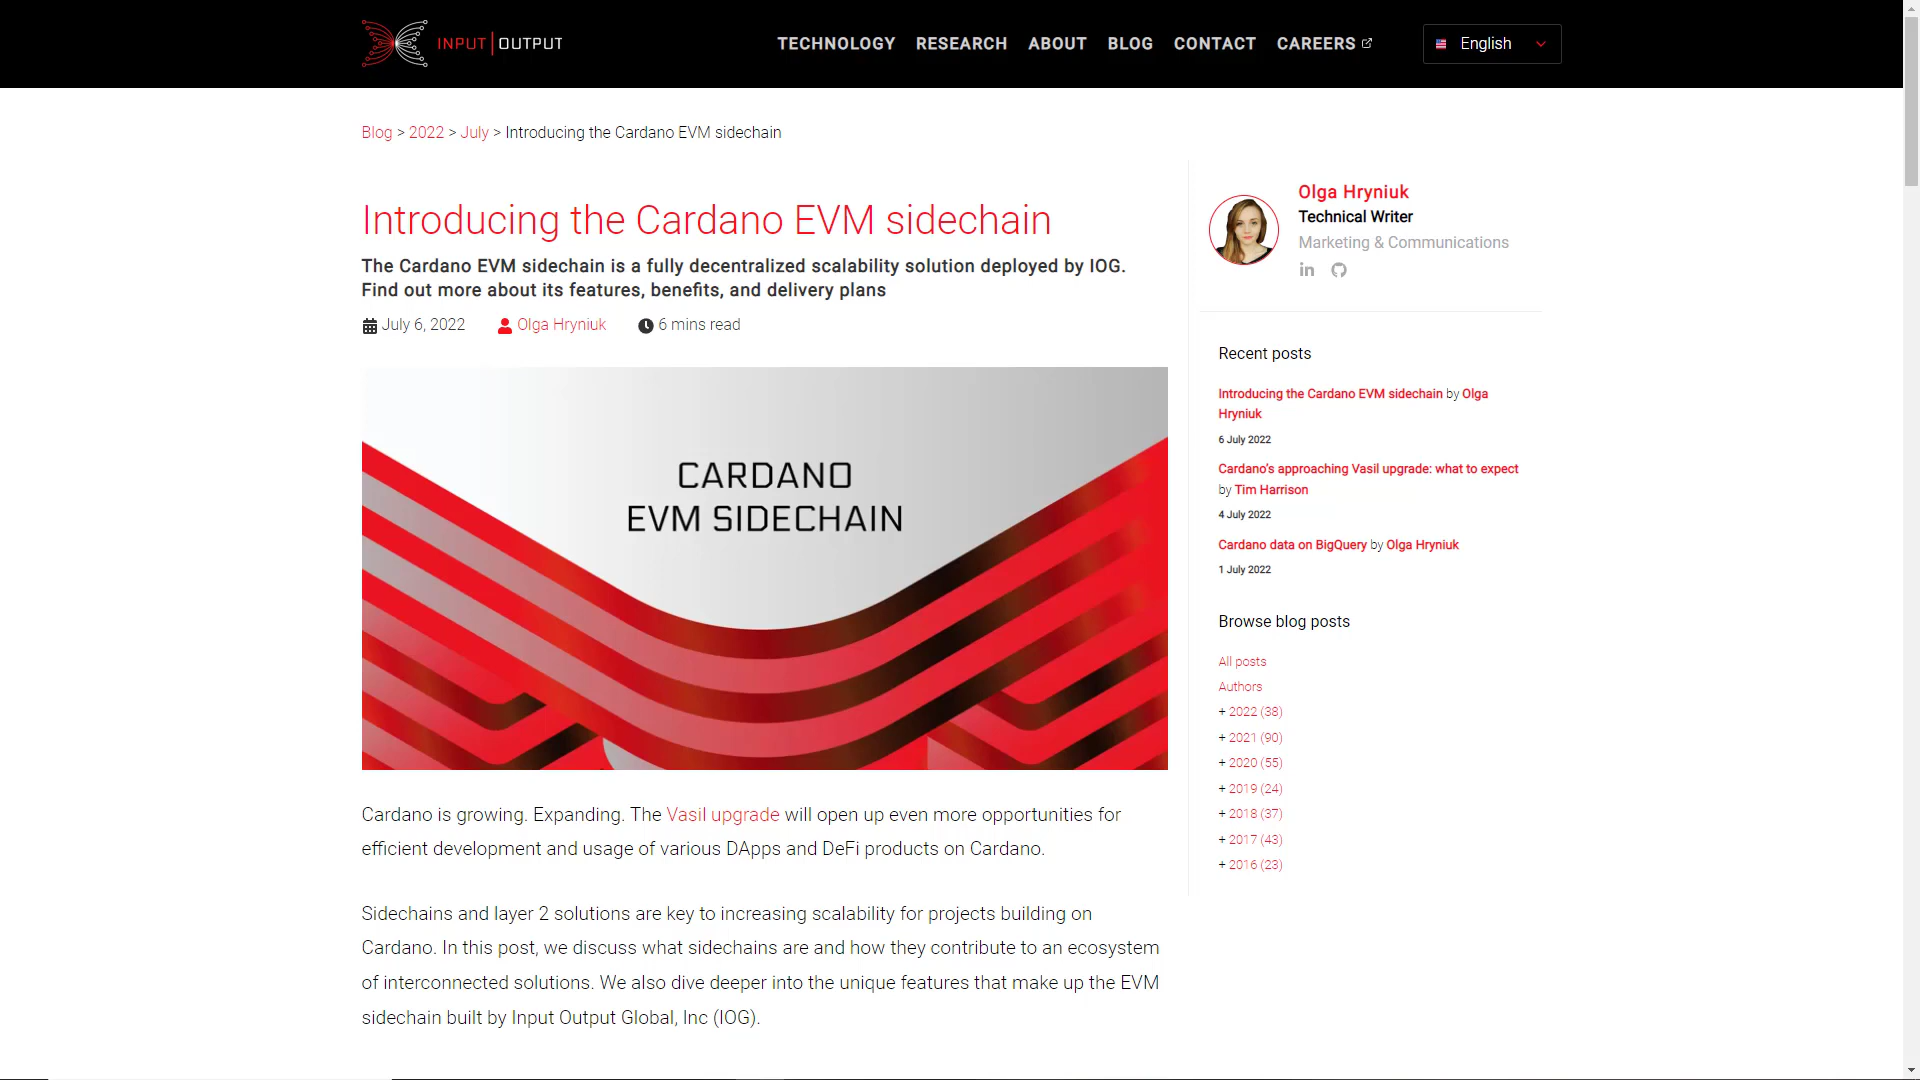 INPUT | OUTPUT
TECHNOLOGY RESEARCH ABOUT BLOG CONTACT CAREERS
English
Blog > 2022 > July > Introducing the Cardano EVM sidechain
Introducing the Cardano EVM sidechain
The Cardano EVM sidechain is a fully decentralized scalability solution deployed by IOG.
Find out more about its features, benefits, and delivery plans
July 6, 2022 Olga Hryniuk 6 mins read
CARDANO
EVM SIDECHAIN
Cardano is growing. Expanding. The Vasil upgrade will open up even more opportunities for
efficient development and usage of various DApps and DeFi products on Cardano.
Sidechains and layer 2 solutions are key to increasing scalability for projects building on
Cardano. In this post, we discuss what sidechains are and how they contribute to an ecosystem
of interconnected solutions. We also dive deeper into the unique features that make up the EVM
sidechain built by Input Output Global, Inc (IOG).
Olga Hryniuk
Technical Writer
Marketing & Communications
Recent posts
Introducing the Cardano EVM sidechain by Olga
Hryniuk
6 July 2022
Cardano's approaching Vasil upgrade: what to expect
by Tim Harrison
4 July 2022
Cardano data on BigQuery by Olga Hryniuk
1 July 2022
Browse blog posts
All posts
Authors
+ 2022 (38)
+ 2021 (90)
+ 2020 (55)
+ 2019 (24)
+ 2018 (37)
+ 2017 (43)
+ 2016 (23)